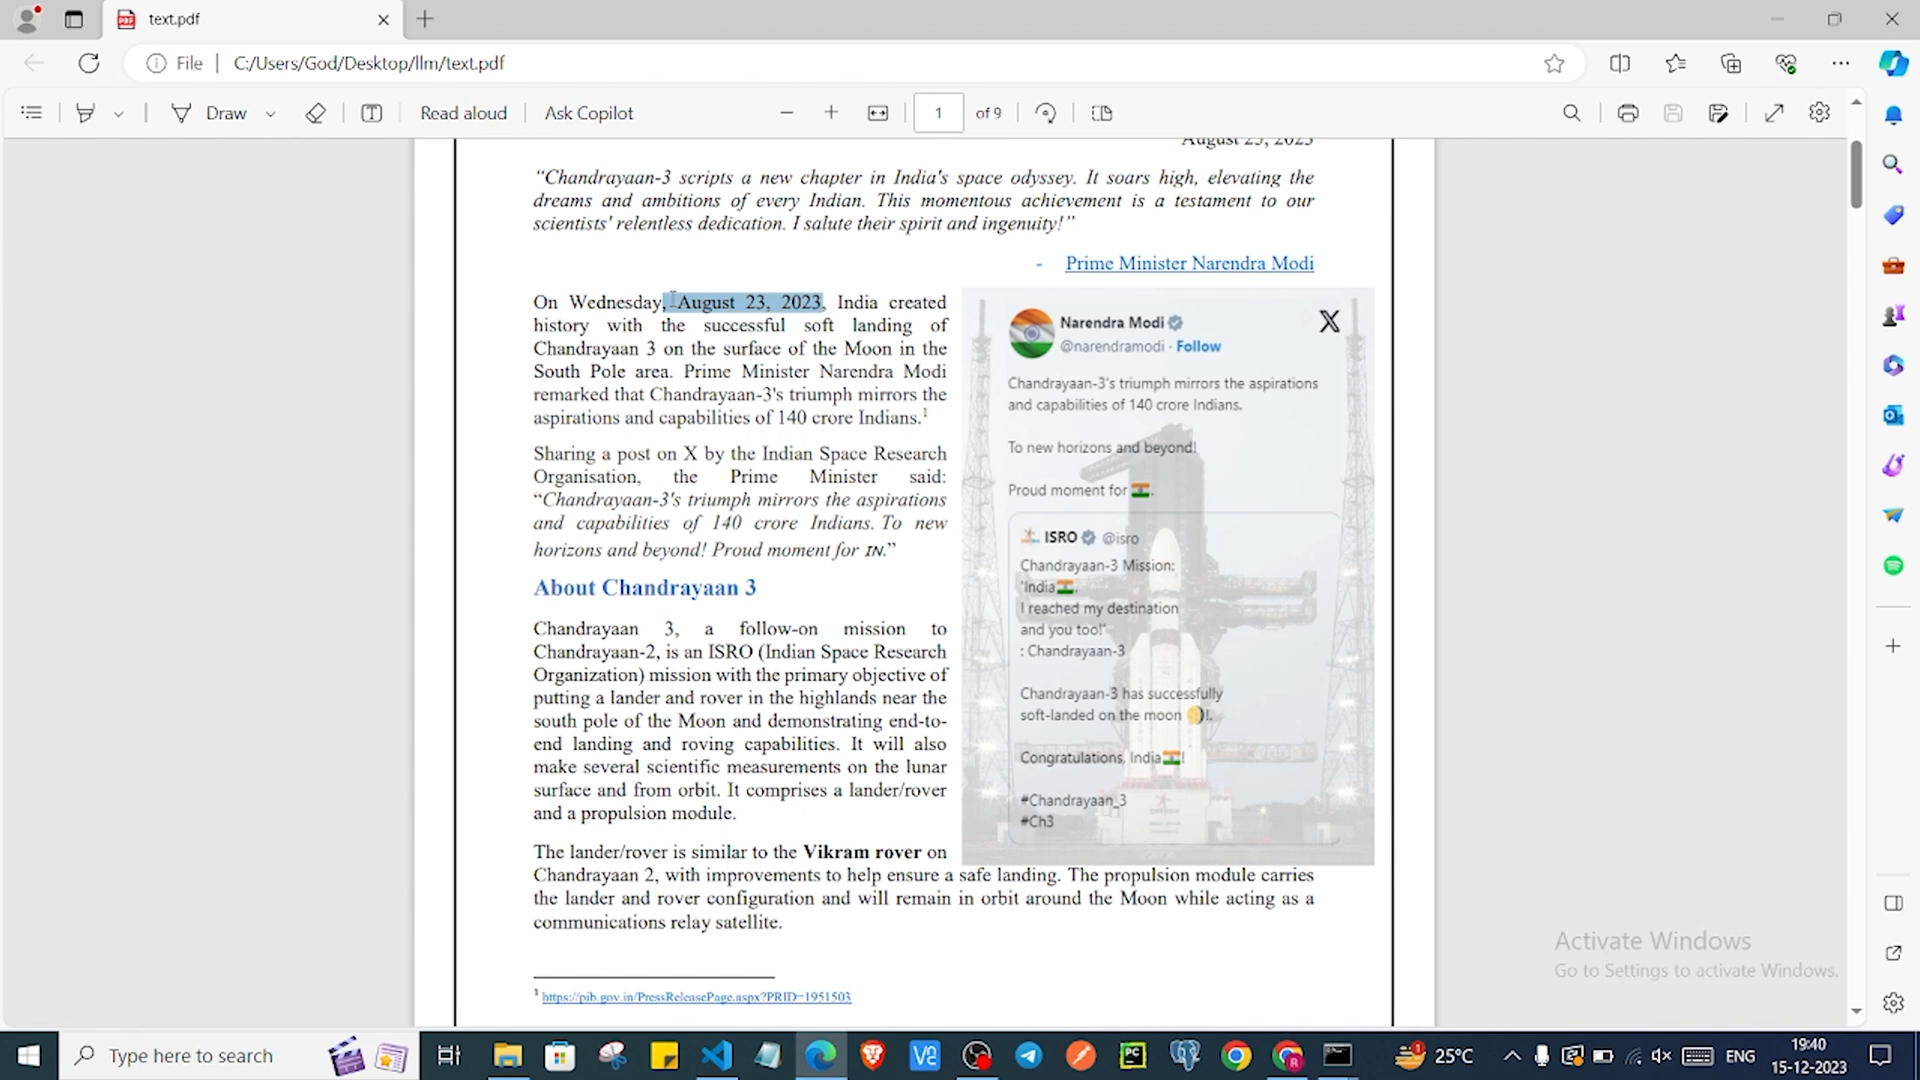 text.pdf
File
C:/Users/God/Desktop/llm/text.pdf
Draw
Read aloud
Ask Copilot
1
of 9
August 25, 2023
“Chandrayaan-3 scripts a new chapter in India's space odyssey. It soars high, elevating the
dreams and ambitions of every Indian. This momentous achievement is a testament to our
scientists' relentless dedication. I salute their spirit and ingenuity!”
- Prime Minister Narendra Modi
On Wednesday, August 23, 2023, India created
history with the successful soft landing of
Chandrayaan 3 on the surface of the Moon in the
South Pole area. Prime Minister Narendra Modi
remarked that Chandrayaan-3's triumph mirrors the
aspirations and capabilities of 140 crore Indians.1
Sharing a post on X by the Indian Space Research
Organisation, the Prime Minister said:
“Chandrayaan-3's triumph mirrors the aspirations
and capabilities of 140 crore Indians. To new
horizons and beyond! Proud moment for IN.”
About Chandrayaan 3
Chandrayaan 3, a follow-on mission to
Chandrayaan-2, is an ISRO (Indian Space Research
Organization) mission with the primary objective of
putting a lander and rover in the highlands near the
south pole of the Moon and demonstrating end-to-
end landing and roving capabilities. It will also
make several scientific measurements on the lunar
surface and from orbit. It comprises a lander/rover
and a propulsion module.
The lander/rover is similar to the Vikram rover on
Chandrayaan 2, with improvements to help ensure a safe landing. The propulsion module carries
the lander and rover configuration and will remain in orbit around the Moon while acting as a
communications relay satellite.
1 https://pib.gov.in/PressReleasePage.aspx?PRID=1951503
Narendra Modi
X
@narendramodi · Follow
Chandrayaan-3's triumph mirrors the aspirations
and capabilities of 140 crore Indians.
To new horizons and beyond!
Proud moment for 🇮🇳.
ISRO @isro
Chandrayaan-3 Mission:
'India🇮🇳,
I reached my destination
and you too!'
: Chandrayaan-3
Chandrayaan-3 has successfully
soft-landed on the moon 🌖!.
Congratulations, India🇮🇳!
#Chandrayaan_3
#Ch3
Activate Windows
Go to Settings to activate Windows.
Type here to search
25°C
ENG
19:40
15-12-2023